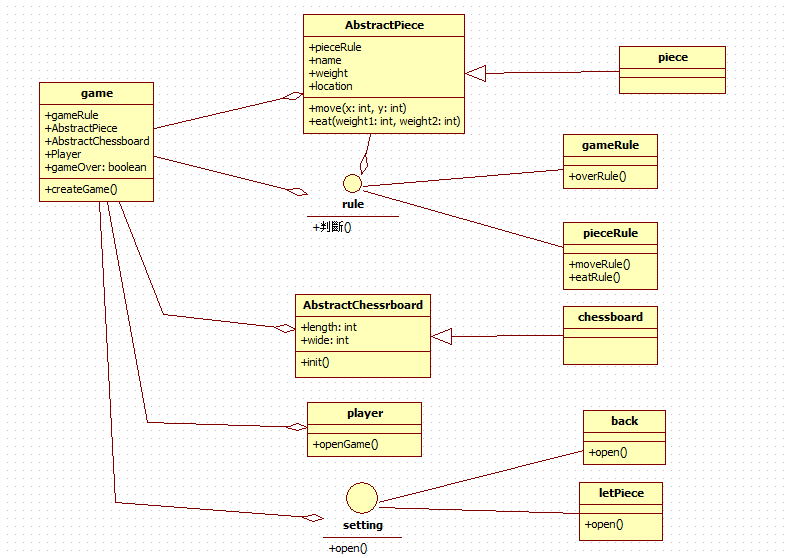 AbstractPiece
+pieceRule
+name
+weight
+location
+move(x: int, y: int)
+eat(weight1: int, weight2: int)
piece
game
+gameRule
+AbstractPiece
+AbstractChessboard
+Player
+gameOver: boolean
+createGame()
gameRule
+overRule()
rule
+判斷()
pieceRule
+moveRule()
+eatRule()
AbstractChessrboard
+length: int
+wide: int
+init()
chessboard
player
+openGame()
back
+open()
letPiece
+open()
setting
+open()